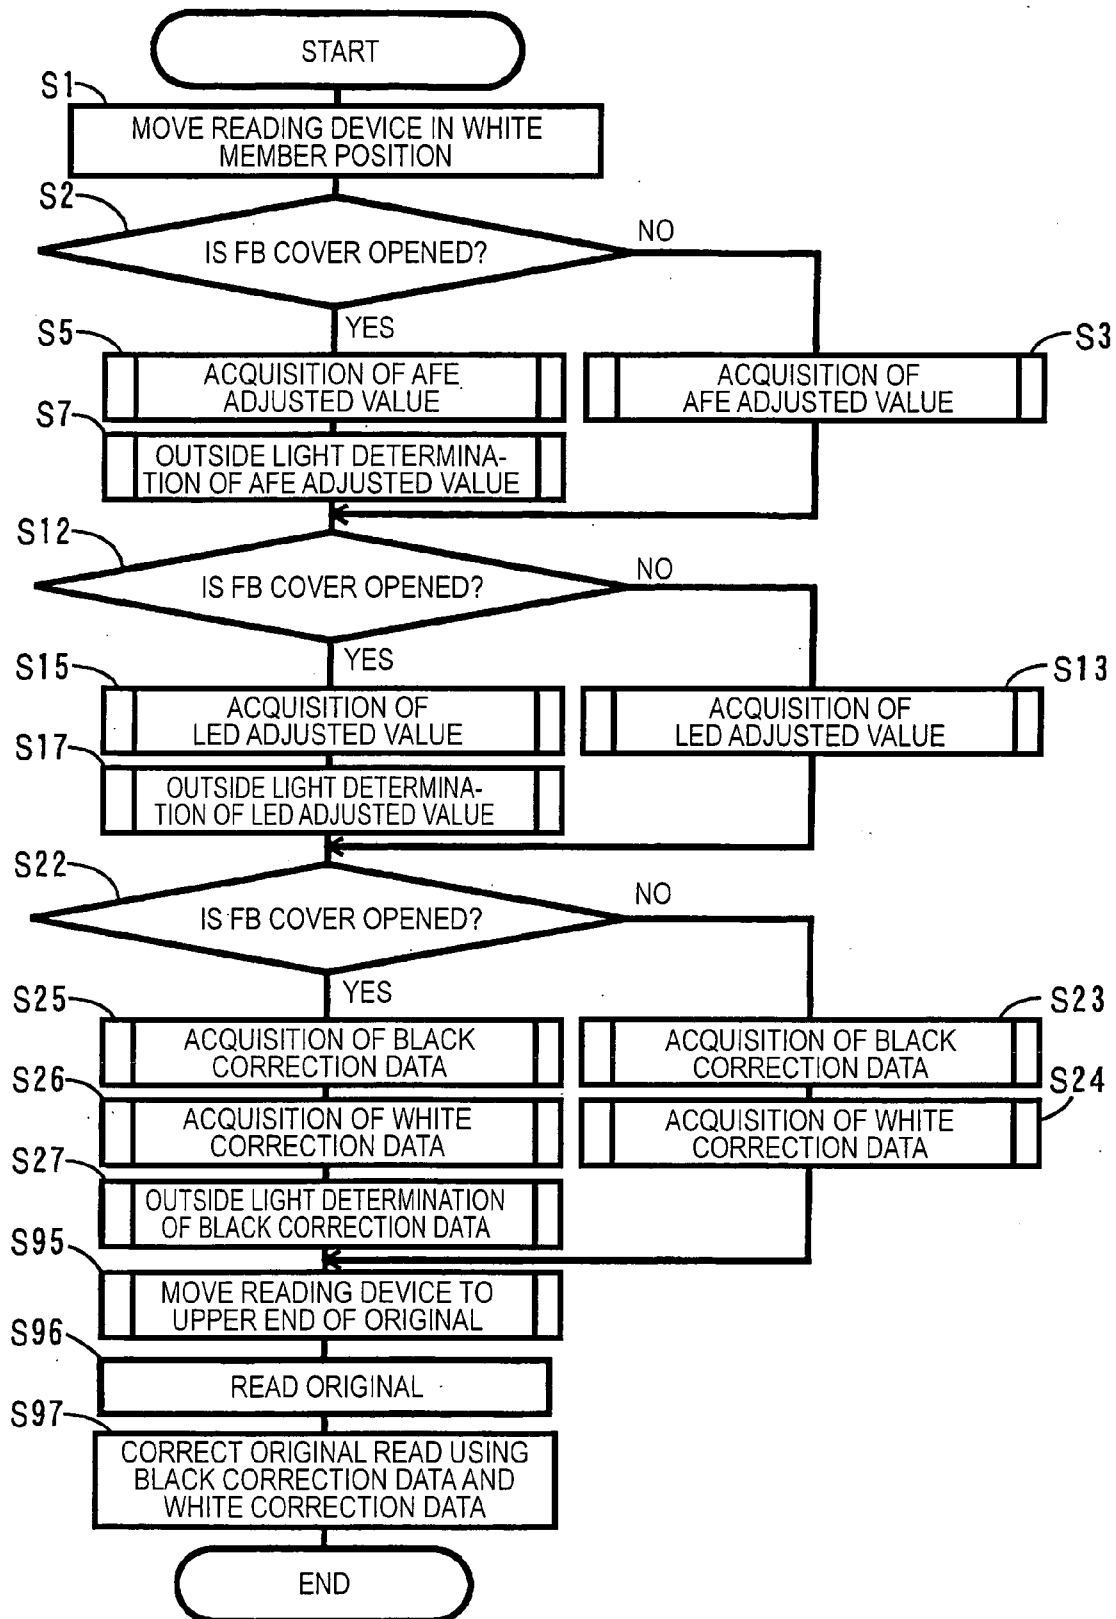 START
S1
MOVE READING DEVICE IN WHITE
MEMBER POSITION
S2
IS FB COVER OPENED?
NO
YES
S5
ACQUISITION OF AFE
ADJUSTED VALUE
S3
ACQUISITION OF
AFE ADJUSTED VALUE
S7
OUTSIDE LIGHT DETERMINA-
TION OF AFE ADJUSTED VALUE
S12
IS FB COVER OPENED?
NO
YES
S15
ACQUISITION OF
LED ADJUSTED VALUE
S13
ACQUISITION OF
LED ADJUSTED VALUE
S17
OUTSIDE LIGHT DETERMINA-
TION OF LED ADJUSTED VALUE
S22
IS FB COVER OPENED?
NO
YES
S25
ACQUISITION OF BLACK
CORRECTION DATA
S23
ACQUISITION OF BLACK
CORRECTION DATA
S26
ACQUISITION OF WHITE
CORRECTION DATA
S24
ACQUISITION OF WHITE
CORRECTION DATA
S27
OUTSIDE LIGHT DETERMINATION
OF BLACK CORRECTION DATA
S95
MOVE READING DEVICE TO
UPPER END OF ORIGINAL
S96
READ ORIGINAL
S97
CORRECT ORIGINAL READ USING
BLACK CORRECTION DATA AND
WHITE CORRECTION DATA
END